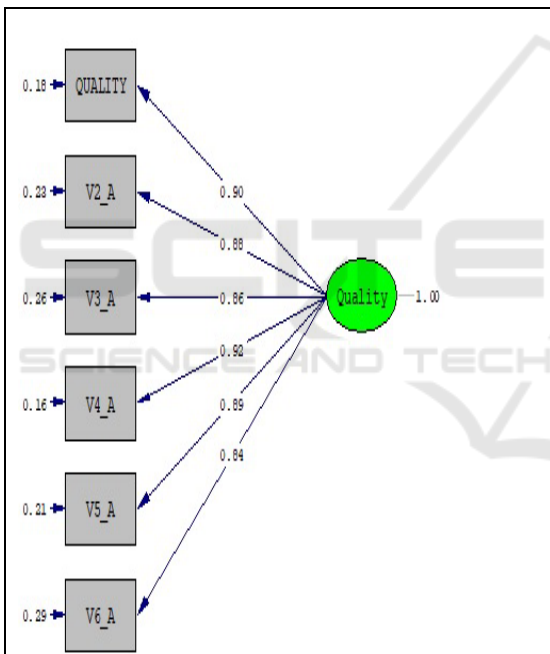 0.18 QUALITY
0.90
0.23 V2_A
0.88
0.26 V3_A 0.86 Quality 1.00
0.92
0.16 V4_A
0.89
0.84
0.21 V5_A
0.29 V6_A
SCITE
SCIENCE AND TECH